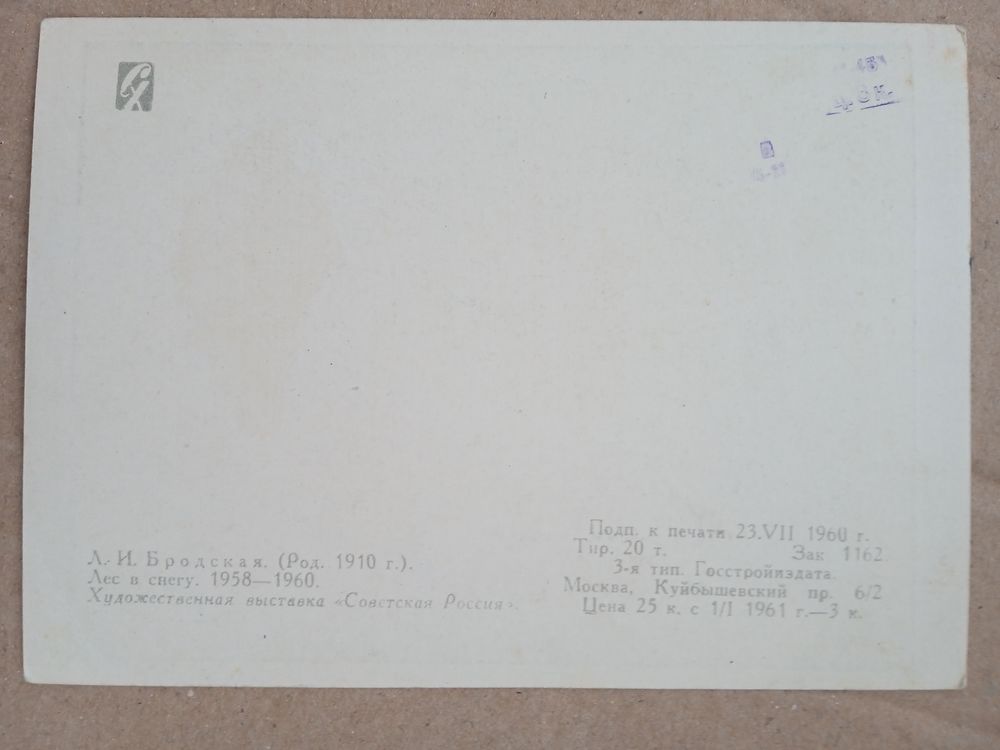 Л. И. Бродская. (Род. 1910 г.).
Лес в снегу. 1958—1960.
Художественная выставка «Советская Россия».
Подп. к печати 23.VII 1960 г.
Тир. 20 т. Зак 1162
3-я тип. Госстройиздата.
Москва, Куйбышевский пр. 6/2
Цена 25 к. с 1/I 1961 г.—3 к.